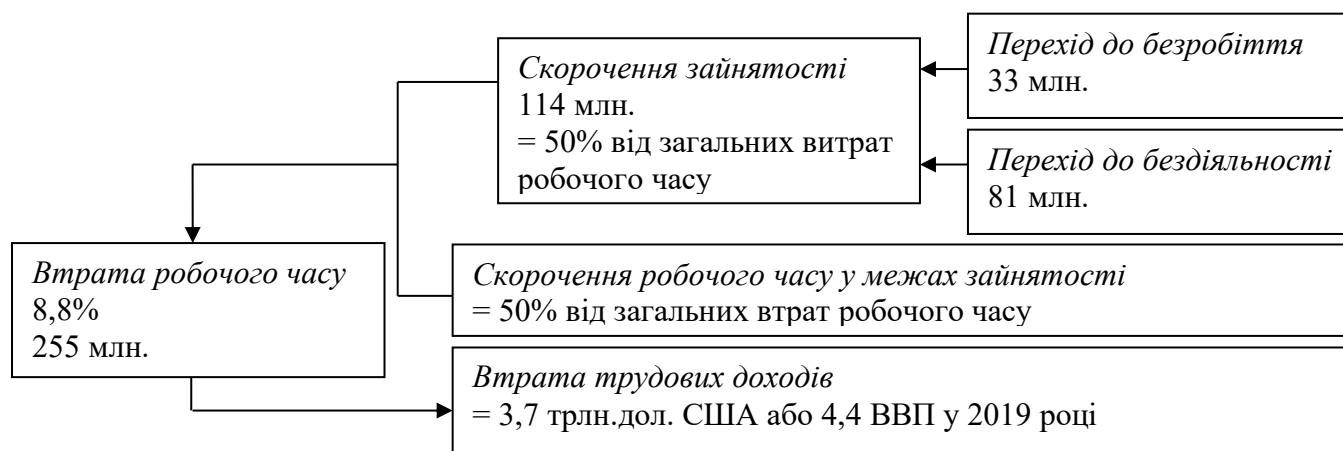 Скорочення зайнятості
114 млн.
= 50% від загальних витрат
робочого часу
Перехід до безробіття
33 млн.
Перехід до бездіяльності
81 млн.
Втрата робочого часу
8,8%
255 млн.
Скорочення робочого часу у межах зайнятості
= 50% від загальних втрат робочого часу
Втрата трудових доходів
= 3,7 трлн.дол. США або 4,4 ВВП у 2019 році